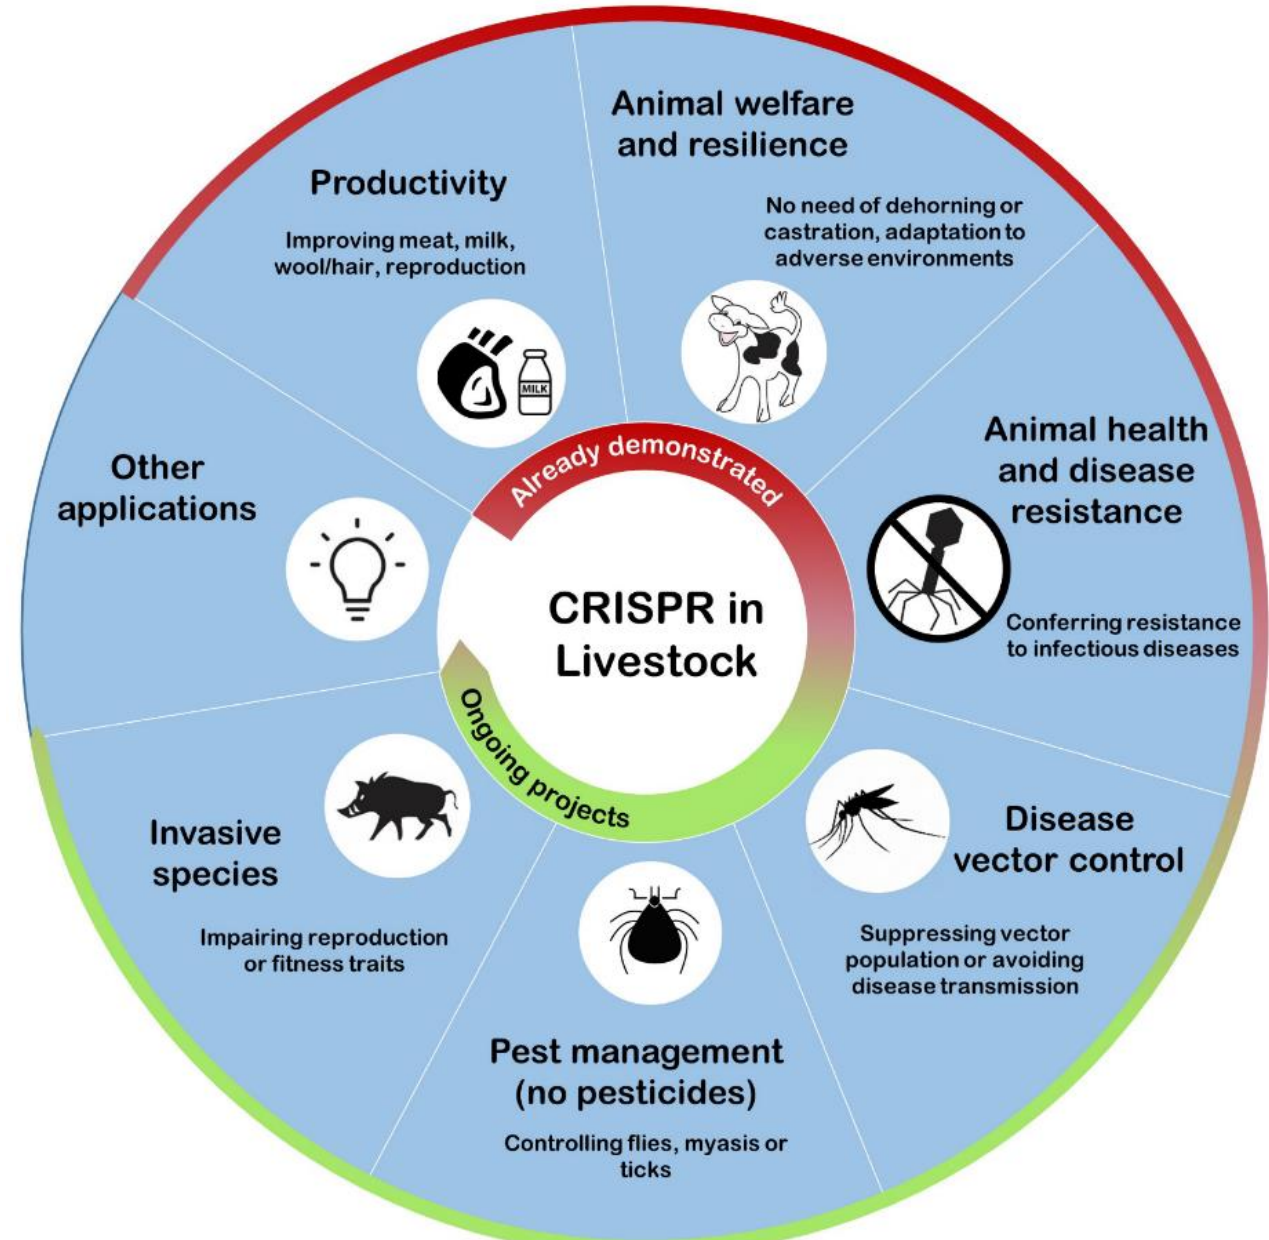 Animal welfare
and resilience
No need of dehorning or
castration, adaptation to
adverse environments
Productivity
Improving meat, milk,
wool/hair, reproduction
MILK
Already demonstrated
Animal health
and disease
resistance
Conferring resistance
to infectious diseases
Other
applications
CRISPR in
Livestock
Ongoing projects
Disease
vector control
Suppressing vector
population or avoiding
disease transmission
Invasive
species
Impairing reproduction
or fitness traits
Pest management
(no pesticides)
Controlling flies, myasis or
ticks